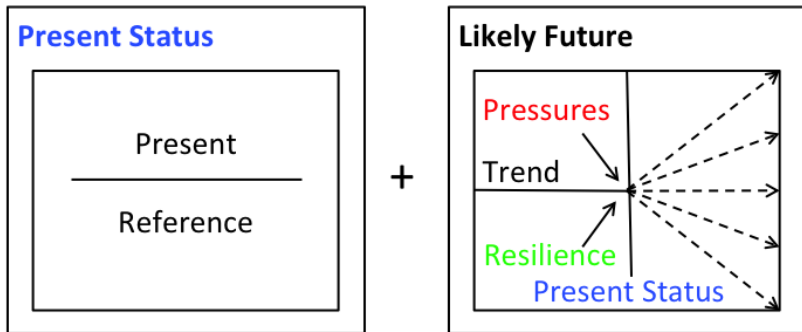 Present Status
Present
Reference
+
Likely Future
Pressures
Trend
Resilience
Present Status